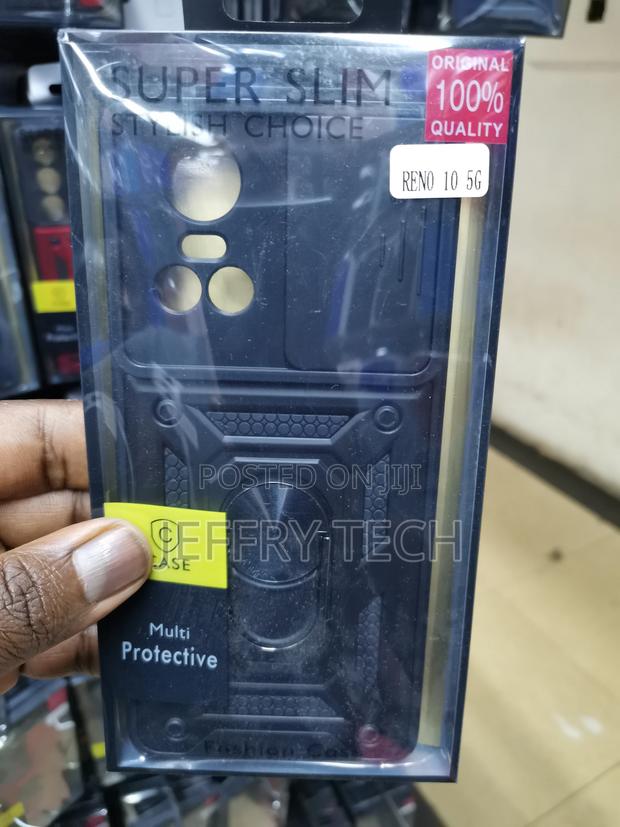 SUPER SLIM
STYLISH CHOICE
ORIGINAL
100%
QUALITY
RENO 10 5G
POSTED ON JIJI
JEFFRY TECH
C
CASE
Multi
Protective
Fashion Case